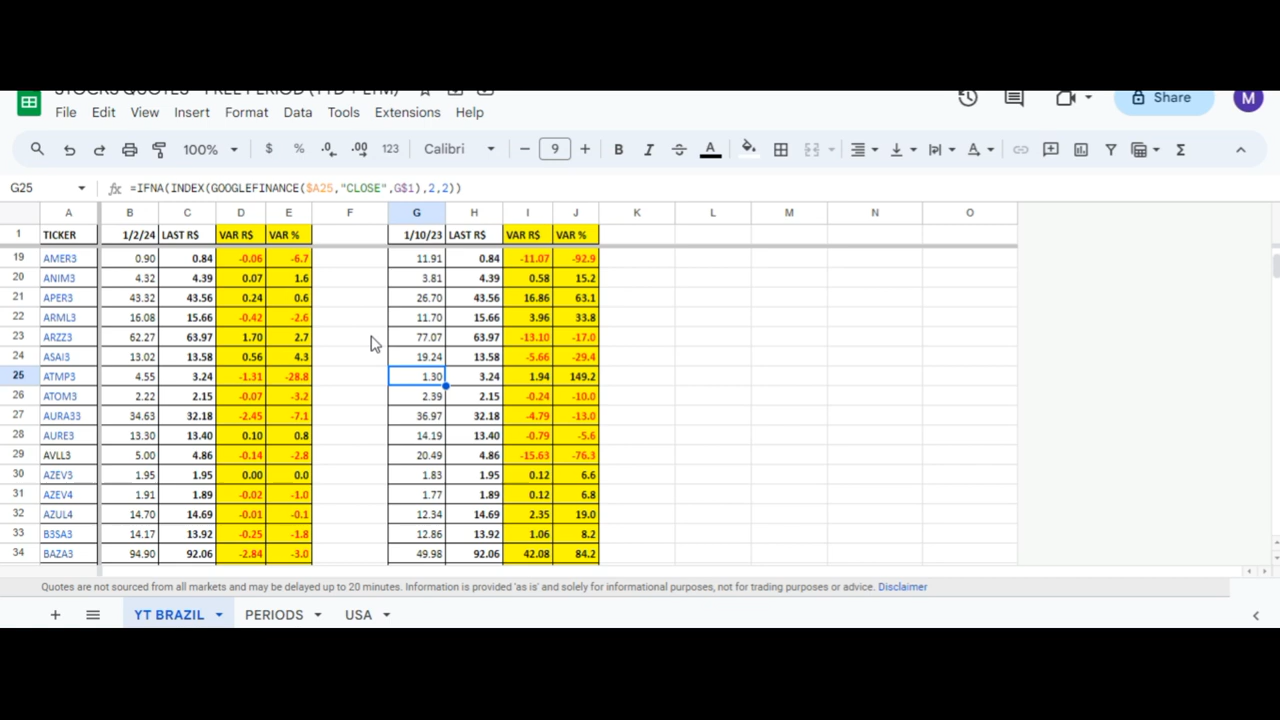 STOCKS QUOTES - FREE PERIOD (YTD + LTM)
File Edit View Insert Format Data Tools Extensions Help
Share M
100% $ % .0 .00 123 Calibri 9 B I A
G25 fx =IFNA(INDEX(GOOGLEFINANCE($A25,"CLOSE",G$1),2,2))
A B C D E F G H I J K L M N O
1 TICKER 1/2/24 LAST R$ VAR R$ VAR % 1/10/23 LAST R$ VAR R$ VAR %
19 AMER3 0.90 0.84 -0.06 -6.7 11.91 0.84 -11.07 -92.9
20 ANIM3 4.32 4.39 0.07 1.6 3.81 4.39 0.58 15.2
21 APER3 43.32 43.56 0.24 0.6 26.70 43.56 16.86 63.1
22 ARML3 16.08 15.66 -0.42 -2.6 11.70 15.66 3.96 33.8
23 ARZZ3 62.27 63.97 1.70 2.7 77.07 63.97 -13.10 -17.0
24 ASAI3 13.02 13.58 0.56 4.3 19.24 13.58 -5.66 -29.4
25 ATMP3 4.55 3.24 -1.31 -28.8 1.30 3.24 1.94 149.2
26 ATOM3 2.22 2.15 -0.07 -3.2 2.39 2.15 -0.24 -10.0
27 AURA33 34.63 32.18 -2.45 -7.1 36.97 32.18 -4.79 -13.0
28 AURE3 13.30 13.40 0.10 0.8 14.19 13.40 -0.79 -5.6
29 AVLL3 5.00 4.86 -0.14 -2.8 20.49 4.86 -15.63 -76.3
30 AZEV3 1.95 1.95 0.00 0.0 1.83 1.95 0.12 6.6
31 AZEV4 1.91 1.89 -0.02 -1.0 1.77 1.89 0.12 6.8
32 AZUL4 14.70 14.69 -0.01 -0.1 12.34 14.69 2.35 19.0
33 B3SA3 14.17 13.92 -0.25 -1.8 12.86 13.92 1.06 8.2
34 BAZA3 94.90 92.06 -2.84 -3.0 49.98 92.06 42.08 84.2
Quotes are not sourced from all markets and may be delayed up to 20 minutes. Information is provided 'as is' and solely for informational purposes, not for trading purposes or advice. Disclaimer
+ YT BRAZIL PERIODS USA